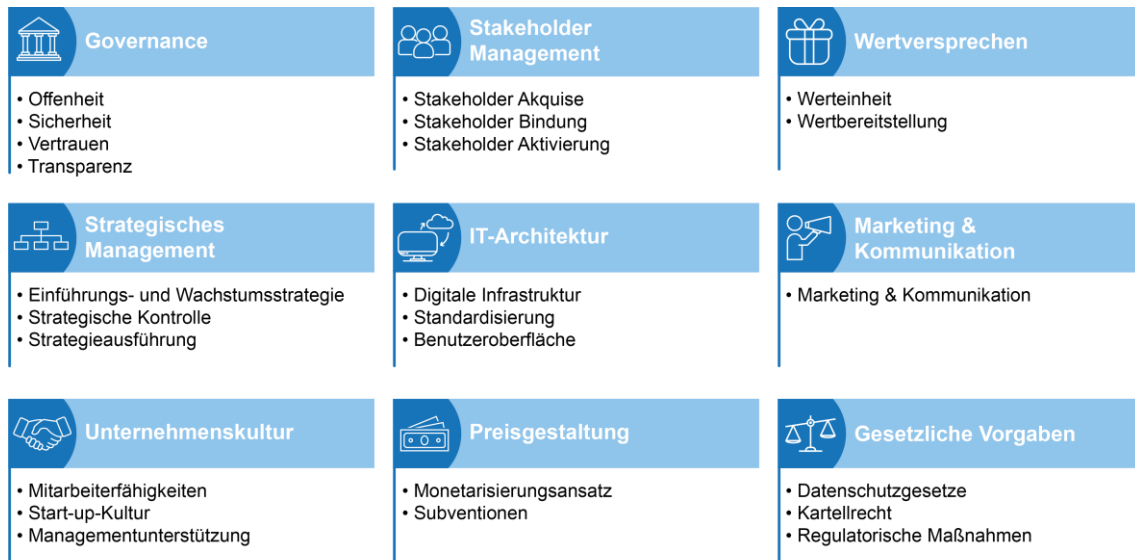 Governance
• Offenheit
• Sicherheit
• Vertrauen
• Transparenz
Stakeholder
Management
• Stakeholder Akquise
• Stakeholder Bindung
• Stakeholder Aktivierung
Wertversprechen
• Werteinheit
• Wertbereitstellung
Strategisches
Management
• Einführungs- und Wachstumsstrategie
• Strategische Kontrolle
• Strategieausführung
IT-Architektur
• Digitale Infrastruktur
• Standardisierung
• Benutzeroberfläche
Marketing &
Kommunikation
• Marketing & Kommunikation
Unternehmenskultur
• Mitarbeiterfähigkeiten
• Start-up-Kultur
• Managementunterstützung
Preisgestaltung
• Monetarisierungsansatz
• Subventionen
Gesetzliche Vorgaben
• Datenschutzgesetze
• Kartellrecht
• Regulatorische Maßnahmen